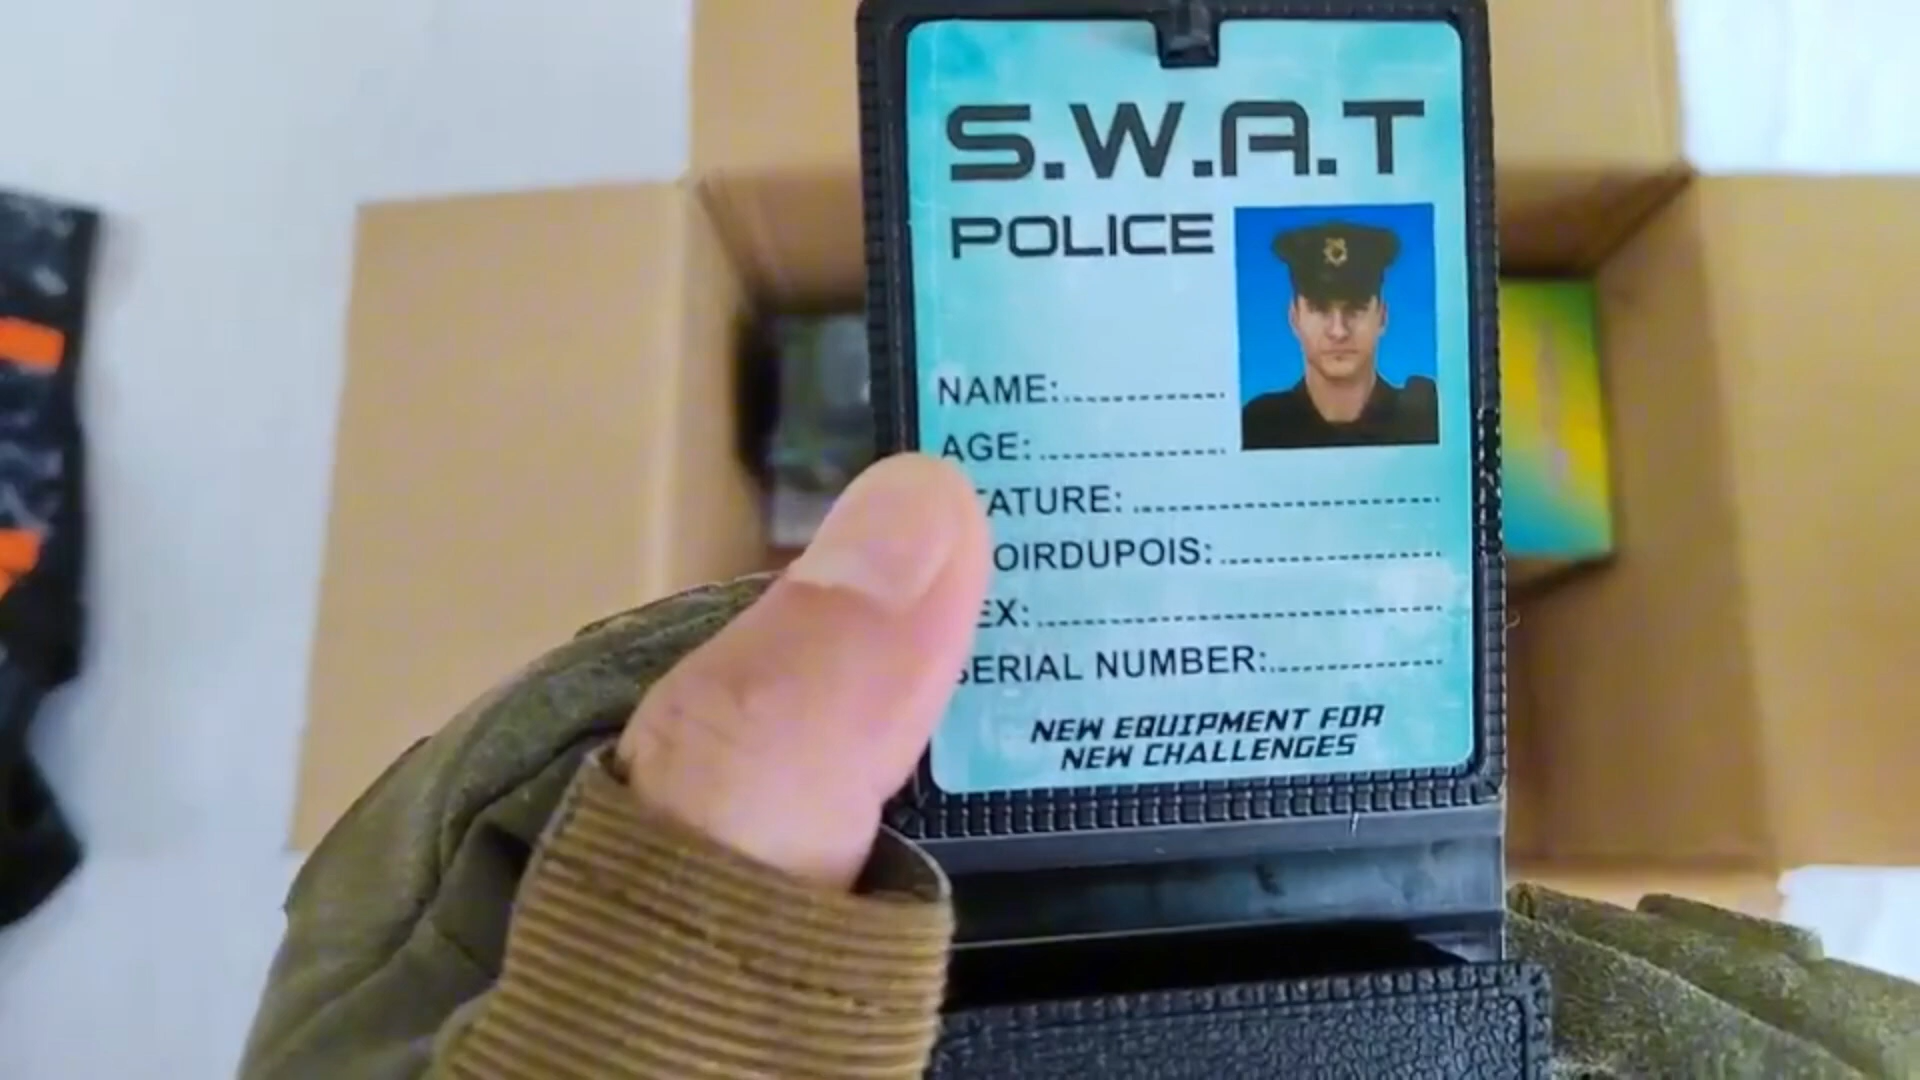 S.W.A.T
POLICE
NAME:
AGE:
TATURE:
OIRDUPOIS:
EX:
SERIAL NUMBER:
NEW EQUIPMENT FOR
NEW CHALLENGES